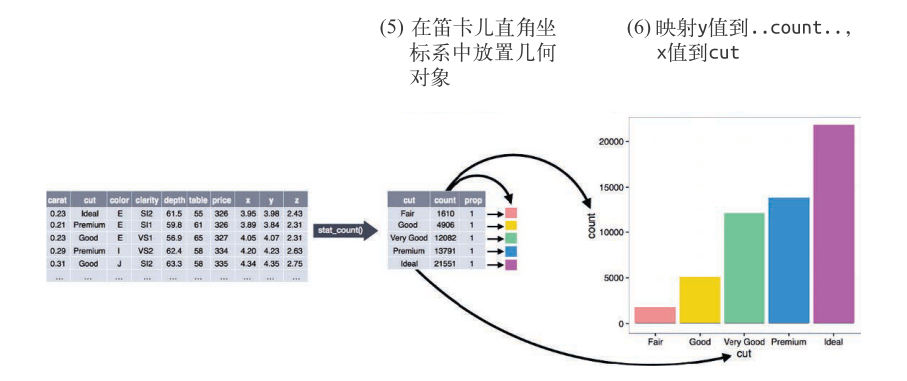 (5) 在笛卡儿直角坐
标系中放置几何
对象
(6) 映射y值到..count..,
x值到cut
carat cut color clarity depth table price x y z
0.23 Ideal E SI2 61.5 55 326 3.95 3.98 2.43
0.21 Premium E SI1 59.8 61 326 3.89 3.84 2.31
0.23 Good E VS1 56.9 65 327 4.05 4.07 2.31
0.29 Premium I VS2 62.4 58 334 4.20 4.23 2.63
0.31 Good J SI2 63.3 58 335 4.34 4.35 2.75
... ... ... ... ... ... ... ... ... ...
stat_count()
cut count prop
Fair 1610 1
Good 4906 1
Very Good 12082 1
Premium 13791 1
Ideal 21551 1
count
20000
15000
10000
5000
0
Fair Good Very Good Premium Ideal
cut